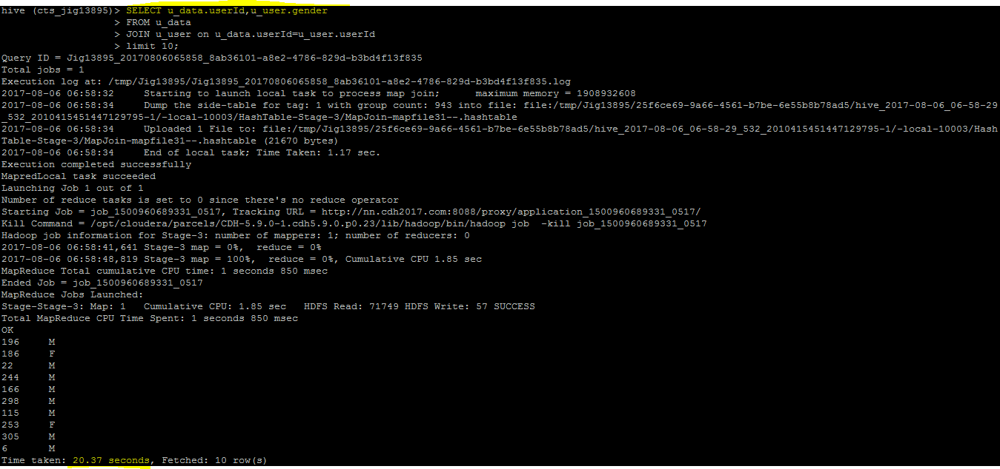 hive (cts_jig13895)> SELECT u_data.userId,u_user.gender
> FROM u_data
> JOIN u_user on u_data.userId=u_user.userId
> limit 10;
Query ID = Jig13895_20170806065858_8ab36101-a8e2-4786-829d-b3bd4f13f835
Total jobs = 1
Execution log at: /tmp/Jig13895/Jig13895_20170806065858_8ab36101-a8e2-4786-829d-b3bd4f13f835.log
2017-08-06 06:58:32 Starting to launch local task to process map join; maximum memory = 1908932608
2017-08-06 06:58:34 Dump the side-table for tag: 1 with group count: 943 into file: file:/tmp/Jig13895/25f6ce69-9a66-4561-b7be-6e55b8b78ad5/hive_2017-08-06_06-58-29
_532_2010415451447129795-1/-local-10003/HashTable-Stage-3/MapJoin-mapfile31--.hashtable
2017-08-06 06:58:34 Uploaded 1 File to: file:/tmp/Jig13895/25f6ce69-9a66-4561-b7be-6e55b8b78ad5/hive_2017-08-06_06-58-29_532_2010415451447129795-1/-local-10003/Hash
Table-Stage-3/MapJoin-mapfile31--.hashtable (21670 bytes)
2017-08-06 06:58:34 End of local task; Time Taken: 1.17 sec.
Execution completed successfully
MapredLocal task succeeded
Launching Job 1 out of 1
Number of reduce tasks is set to 0 since there's no reduce operator
Starting Job = job_1500960689331_0517, Tracking URL = http://nn.cdh2017.com:8088/proxy/application_1500960689331_0517/
Kill Command = /opt/cloudera/parcels/CDH-5.9.0-1.cdh5.9.0.p0.23/lib/hadoop/bin/hadoop job -kill job_1500960689331_0517
Hadoop job information for Stage-3: number of mappers: 1; number of reducers: 0
2017-08-06 06:58:41,641 Stage-3 map = 0%, reduce = 0%
2017-08-06 06:58:48,819 Stage-3 map = 100%, reduce = 0%, Cumulative CPU 1.85 sec
MapReduce Total cumulative CPU time: 1 seconds 850 msec
Ended Job = job_1500960689331_0517
MapReduce Jobs Launched:
Stage-Stage-3: Map: 1 Cumulative CPU: 1.85 sec HDFS Read: 71749 HDFS Write: 57 SUCCESS
Total MapReduce CPU Time Spent: 1 seconds 850 msec
OK
196 M
186 F
22 M
244 M
166 M
298 M
115 M
253 F
305 M
6 M
Time taken: 20.37 seconds, Fetched: 10 row(s)